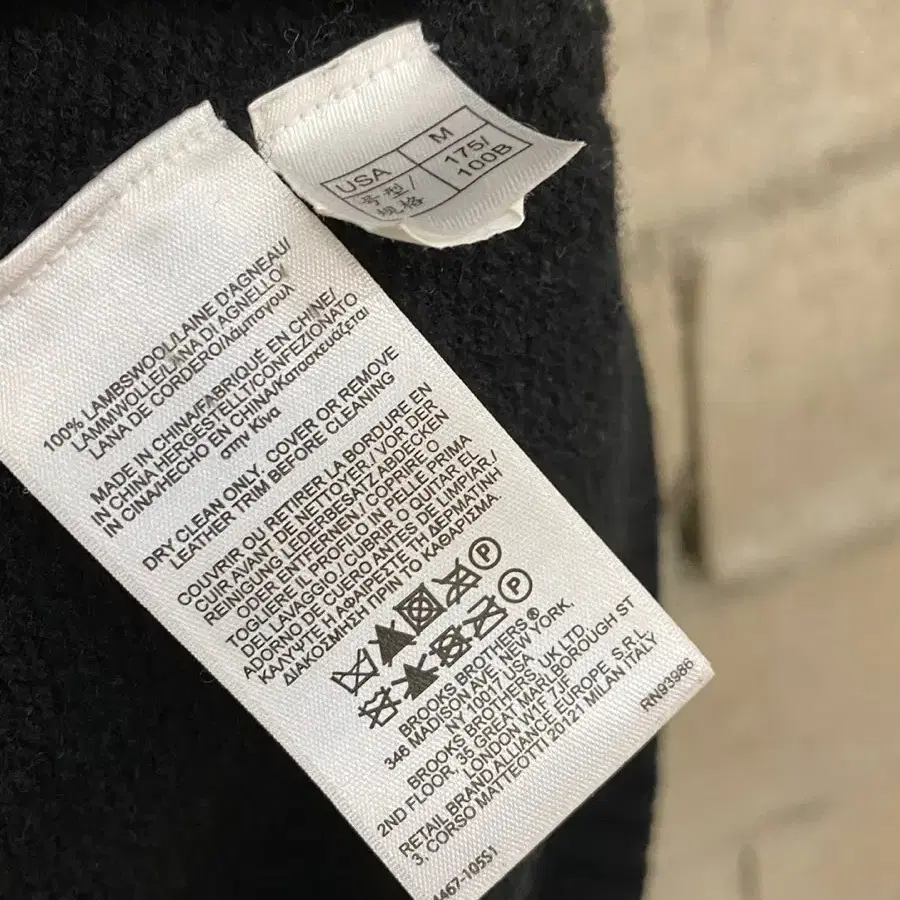 USA M
号型/ 175/
规格 100B
100% LAMBSWOOL/LAINE D'AGNEAU/
LAMMWOLLE/LANA DI AGNELLO/
LANA DE CORDERO/λάμπσγουλ
MADE IN CHINA/FABRIQUÉ EN CHINE/
IN CHINA HERGESTELLT/CONFEZIONATO
IN CINA/HECHO EN CHINA/Κατασκευάζεται
στην Κίνα
DRY CLEAN ONLY. COVER OR REMOVE
LEATHER TRIM BEFORE CLEANING
COUVRIR OU RETIRER LA BORDURE EN
CUIR AVANT DE NETTOYER/ VOR DER
REINIGUNG LEDERBESATZ ABDECKEN
ODER ENTFERNEN/ COPRIRE O
TOGLIERE IL PROFILO IN PELLE PRIMA
DEL LAVAGGIO/ CUBRIR O QUITAR EL
ADORNO DE CUERO ANTES DE LIMPIAR/
ΚΑΛΥΨΤΕ Ή ΑΦΑΙΡΕΣΤΕ ΤΗ ΔΕΡΜΑΤΙΝΗ
ΔΙΑΚΟΣΜΗΣΗ ΠΡΙΝ ΤΟ ΚΑΘΑΡΙΣΜΑ.
P
P
BROOKS BROTHERS®
346 MADISON AVE, NEW YORK,
NY 10017 USA
BROOKS BROTHERS UK LTD.
2ND FLOOR, 35 GREAT MARLBOROUGH ST
LONDON W1F 7JF
RETAIL BRAND ALLIANCE EUROPE, S.R.L
3, CORSO MATTEOTTI 20121 MILAN ITALY
RN93986